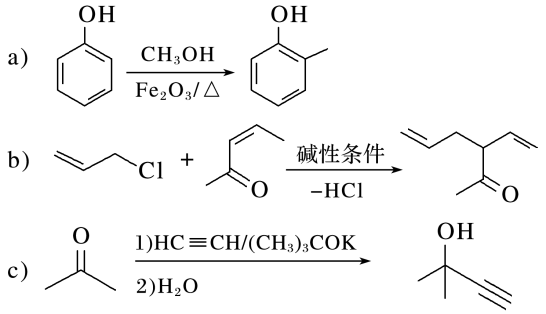 OH
OH
a)
CH₃OH
Fe₂O₃/△
b)
Cl
+
O
碱性条件
−HCl
O
O
OH
c)
1)HC≡CH/(CH₃)₃COK
2)H₂O